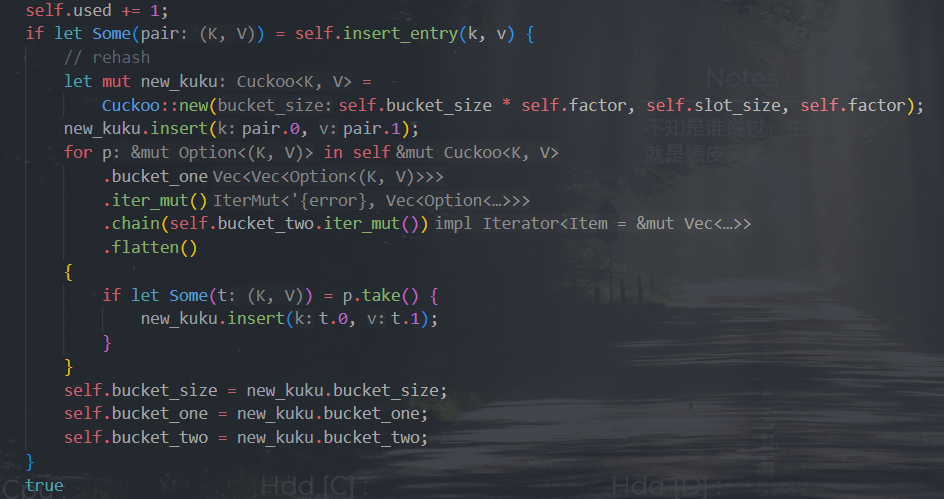 self.used += 1;
if let Some(pair: (K, V)) = self.insert_entry(k, v) {
// rehash
let mut new_kuku: Cuckoo<K, V> =
Cuckoo::new(bucket_size: self.bucket_size * self.factor, self.slot_size, self.factor);
new_kuku.insert(k: pair.0, v: pair.1);
for p: &mut Option<(K, V)> in self &mut Cuckoo<K, V>
.bucket_one Vec<Vec<Option<(K, V)>>>
.iter_mut() IterMut<'{error}, Vec<Option<…>>>
.chain(self.bucket_two.iter_mut()) impl Iterator<Item = &mut Vec<…>>
.flatten()
{
if let Some(t: (K, V)) = p.take() {
new_kuku.insert(k: t.0, v: t.1);
}
}
self.bucket_size = new_kuku.bucket_size;
self.bucket_one = new_kuku.bucket_one;
self.bucket_two = new_kuku.bucket_two;
}
true
Notes
不知是谁说过，生
就是嬉皮
Cpu
Hdd [C] :
Hdd [D] :